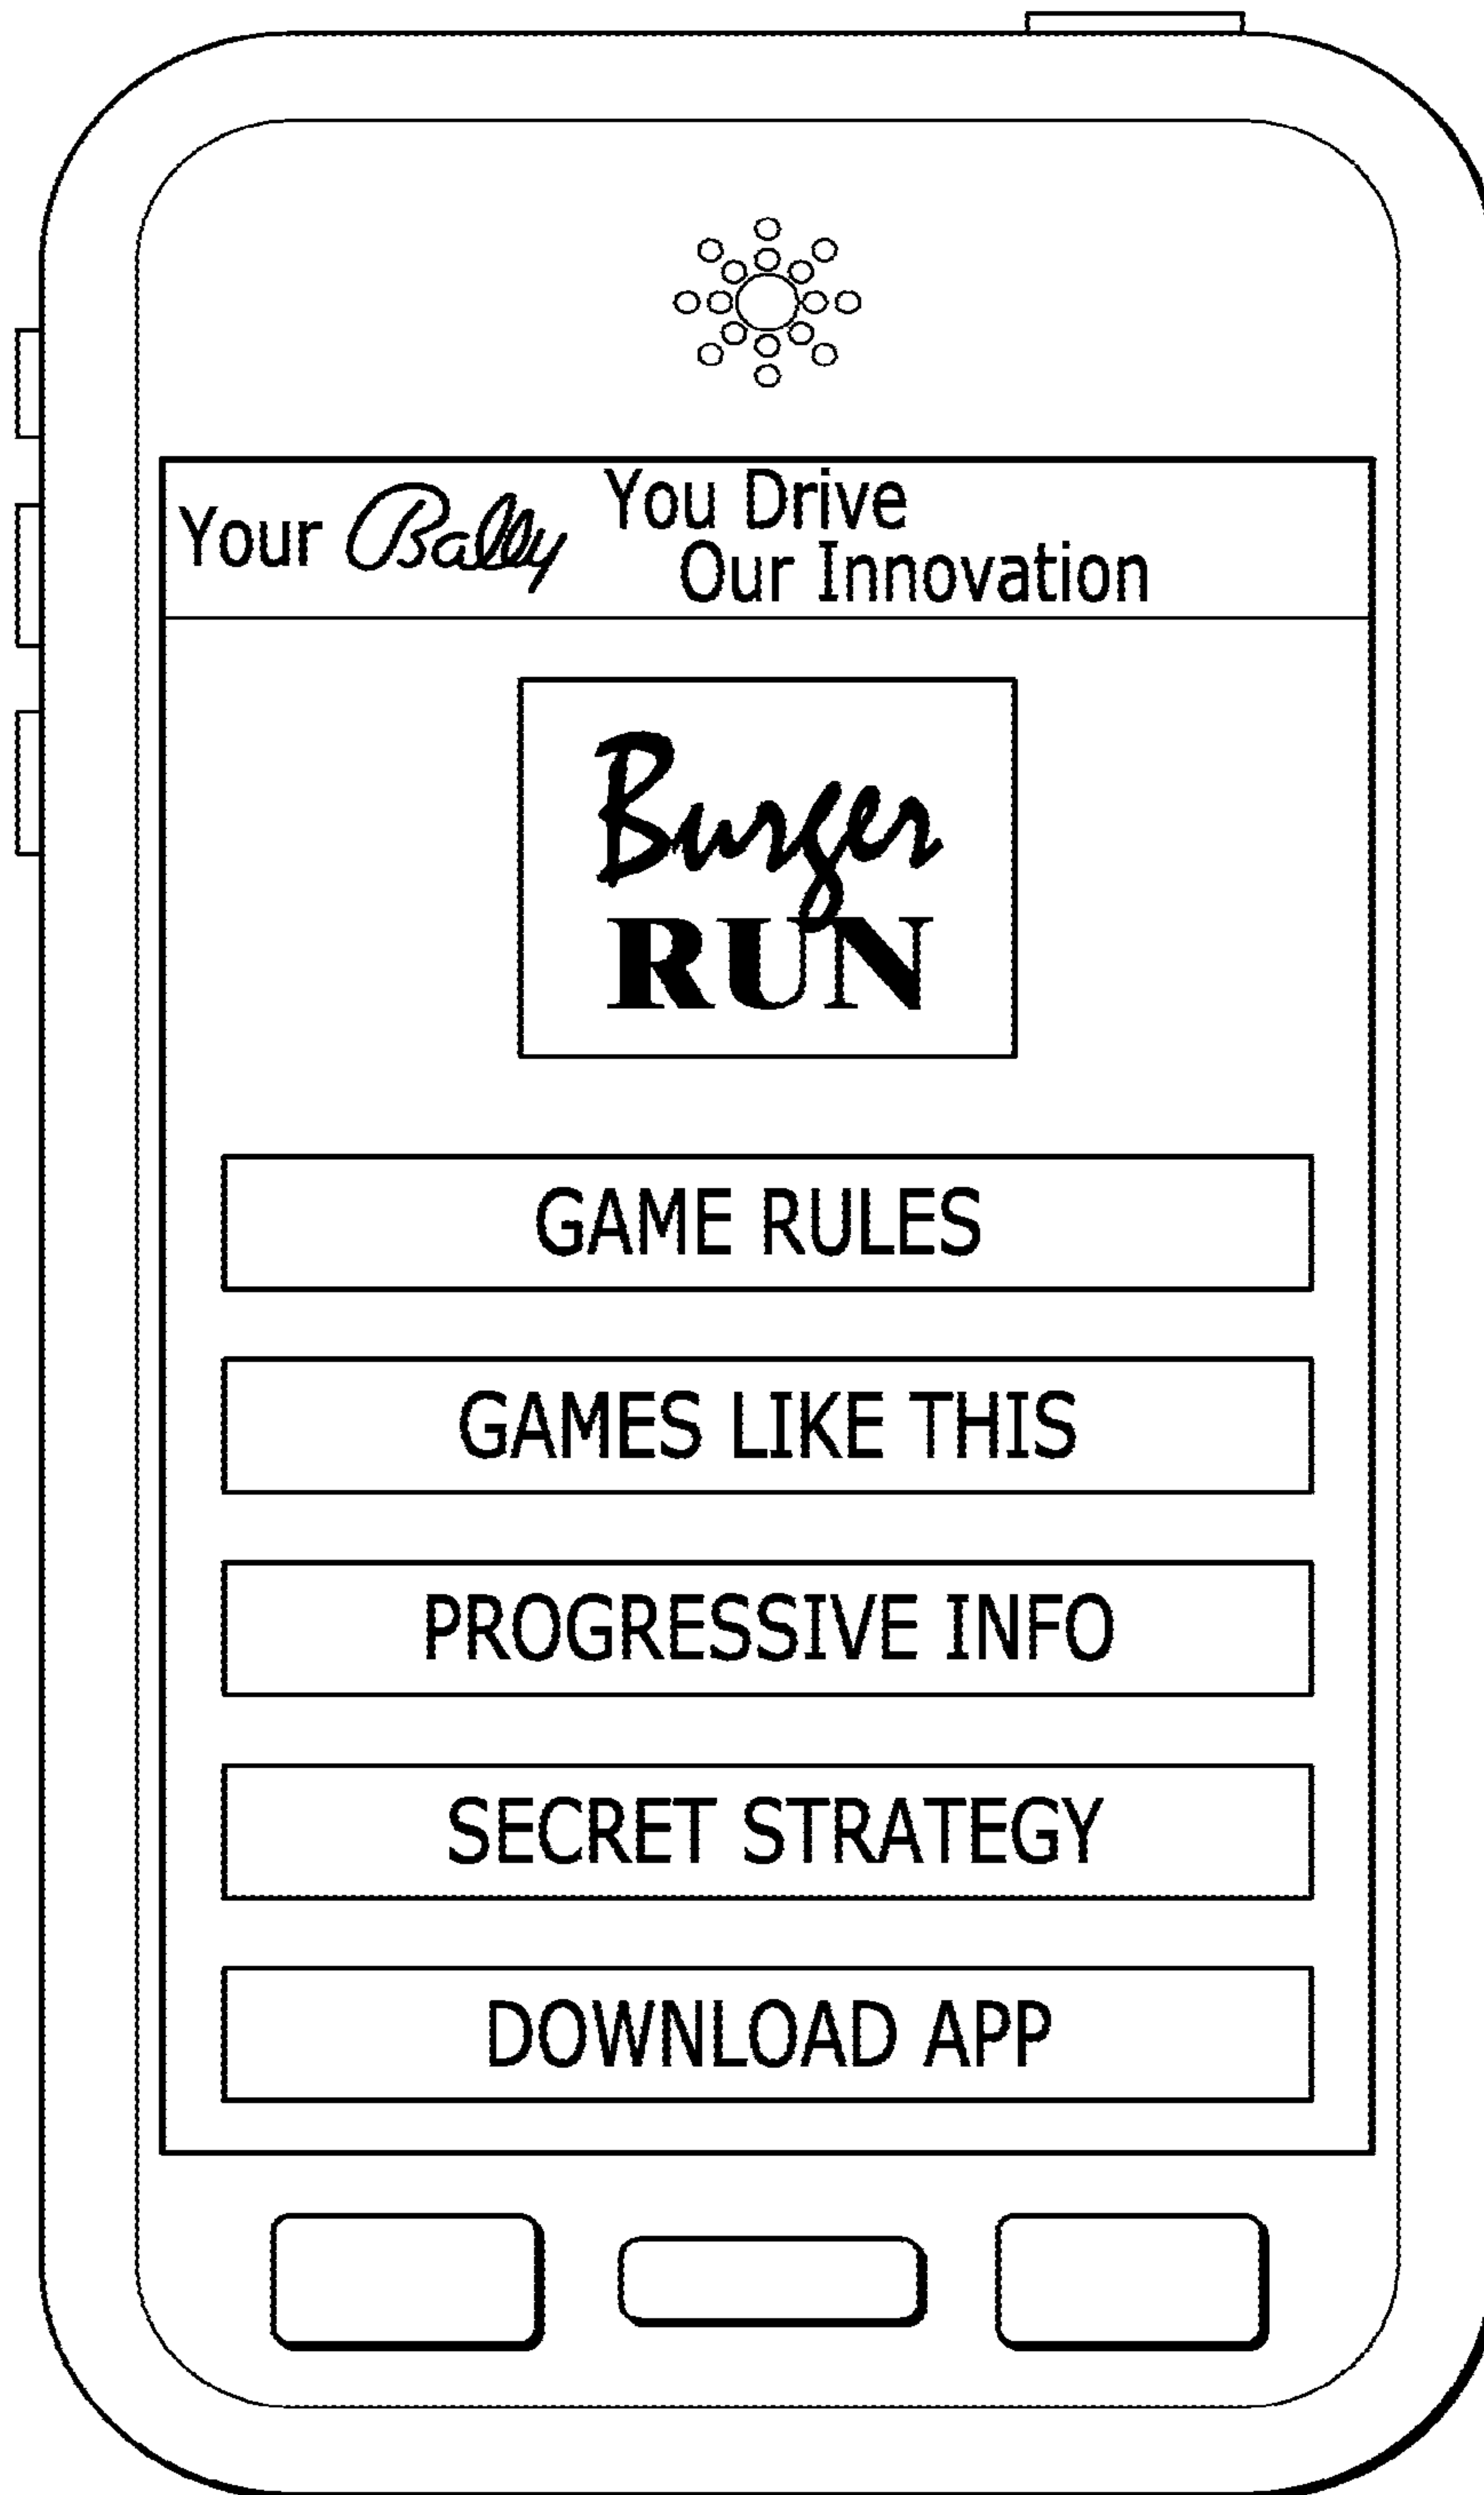 Your Bally You Drive
Our Innovation
Burger
RUN
GAME RULES
GAMES LIKE THIS
PROGRESSIVE INFO
SECRET STRATEGY
DOWNLOAD APP